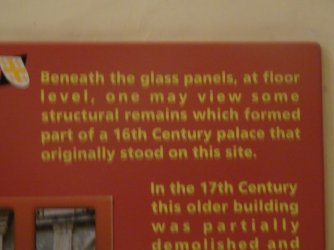 Beneath the glass panels, at floor
level, one may view some
structural remains which formed
part of a 16th Century palace that
originally stood on this site.
In the 17th Century
this older building
was partially
demolished and